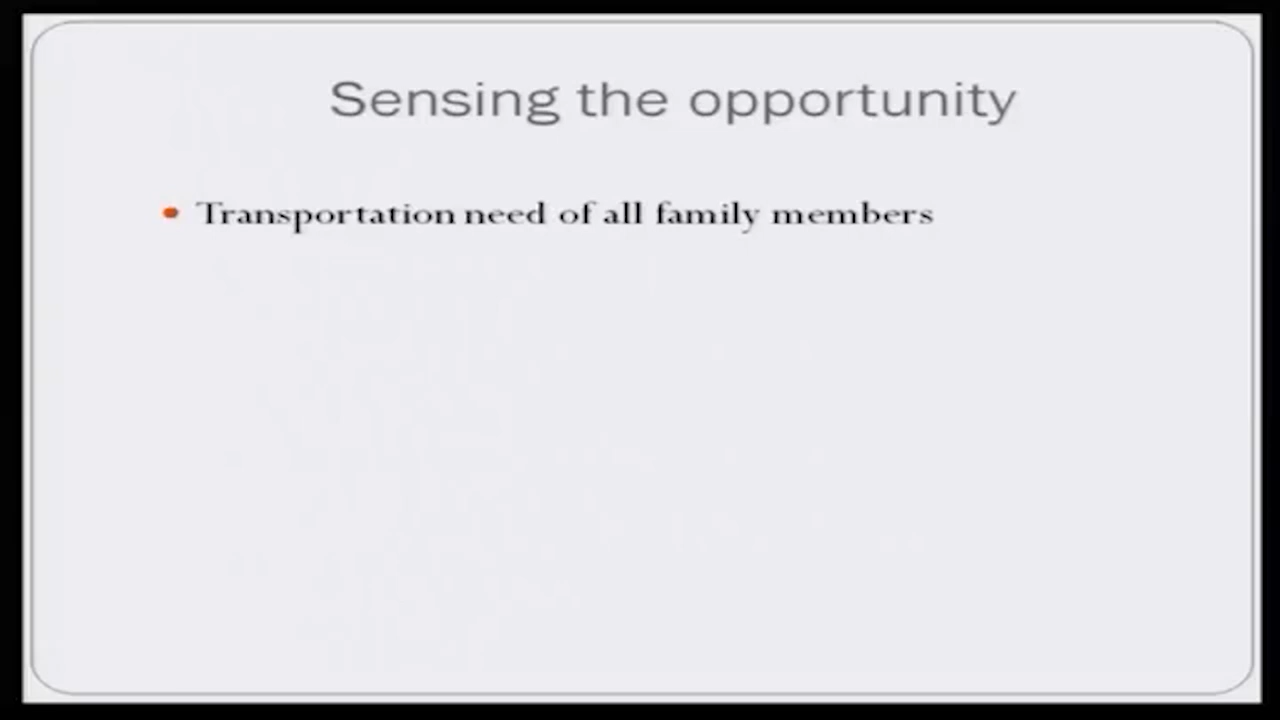 Sensing the opportunity
• Transportation need of all family members